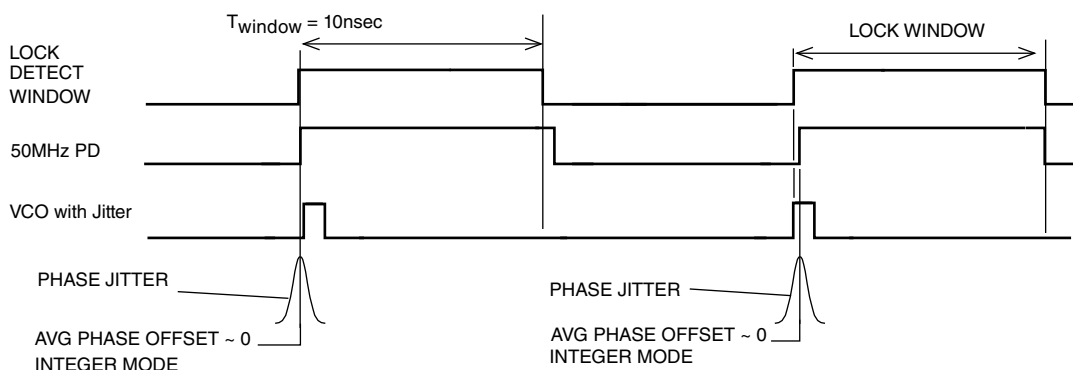 Twindow = 10nsec
LOCK WINDOW
LOCK
DETECT
WINDOW
50MHz PD
VCO with Jitter
PHASE JITTER
PHASE JITTER
AVG PHASE OFFSET ~ 0
INTEGER MODE
AVG PHASE OFFSET ~ 0
INTEGER MODE